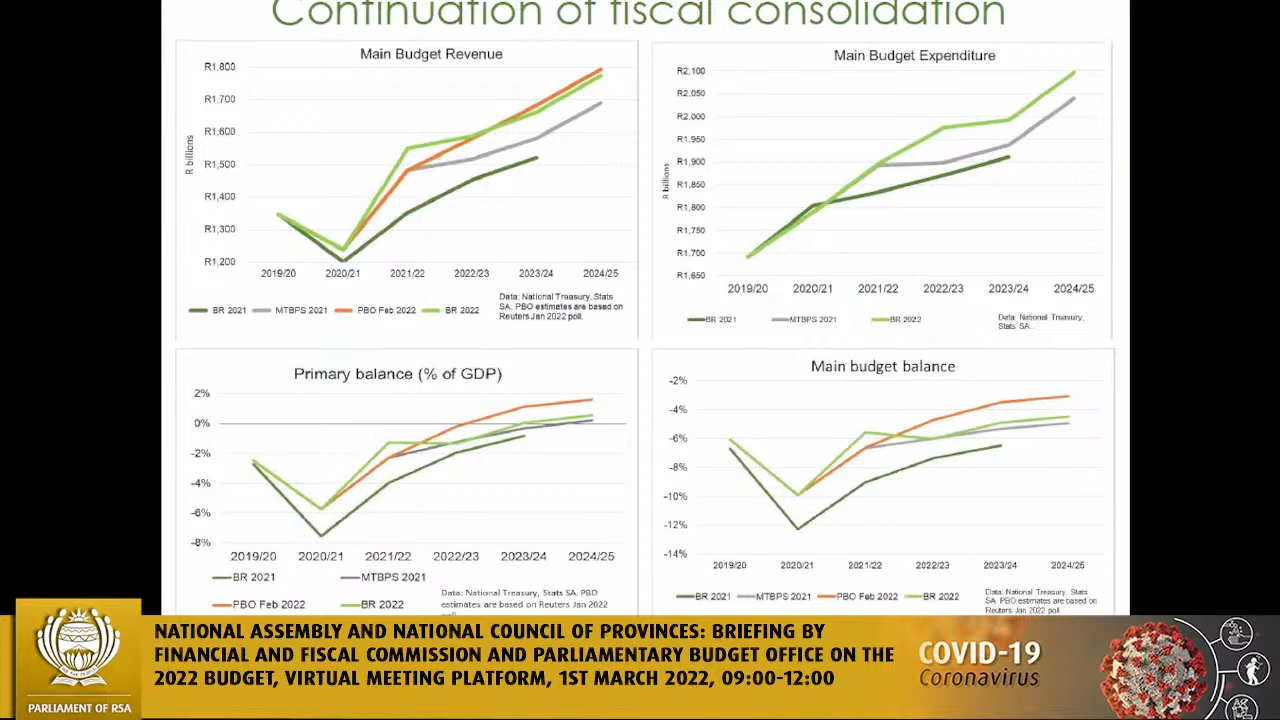 Continuation of fiscal consolidation
Main Budget Revenue
R1,800
R1,700
R1,600
R1,500
R1,400
R1,300
R1,200
R billions
2019/20 2020/21 2021/22 2022/23 2023/24 2024/25
BR 2021 MTBPS 2021 PBO Feb 2022 BR 2022
Data: National Treasury, Stats
SA. PBO estimates are based on
Reuters Jan 2022 poll.
Main Budget Expenditure
R2,100
R2,050
R2,000
R1,950
R1,900
R1,850
R1,800
R1,750
R1,700
R1,650
R billions
2019/20 2020/21 2021/22 2022/23 2023/24 2024/25
BR 2021 MTBPS 2021 BR 2022
Data: National Treasury,
Stats SA.
Primary balance (% of GDP)
2%
0%
-2%
-4%
-6%
-8%
2019/20 2020/21 2021/22 2022/23 2023/24 2024/25
BR 2021 MTBPS 2021
PBO Feb 2022 BR 2022
Data: National Treasury, Stats SA. PBO
estimates are based on Reuters Jan 2022
Main budget balance
-2%
-4%
-6%
-8%
-10%
-12%
-14%
2019/20 2020/21 2021/22 2022/23 2023/24 2024/25
BR 2021 MTBPS 2021 PBO Feb 2022 BR 2022
Data: National Treasury, Stats
SA. PBO estimates are based on
Reuters Jan 2022 poll
PARLIAMENT OF RSA
NATIONAL ASSEMBLY AND NATIONAL COUNCIL OF PROVINCES: BRIEFING BY
FINANCIAL AND FISCAL COMMISSION AND PARLIAMENTARY BUDGET OFFICE ON THE
2022 BUDGET, VIRTUAL MEETING PLATFORM, 1ST MARCH 2022, 09:00-12:00
COVID-19
Coronavirus